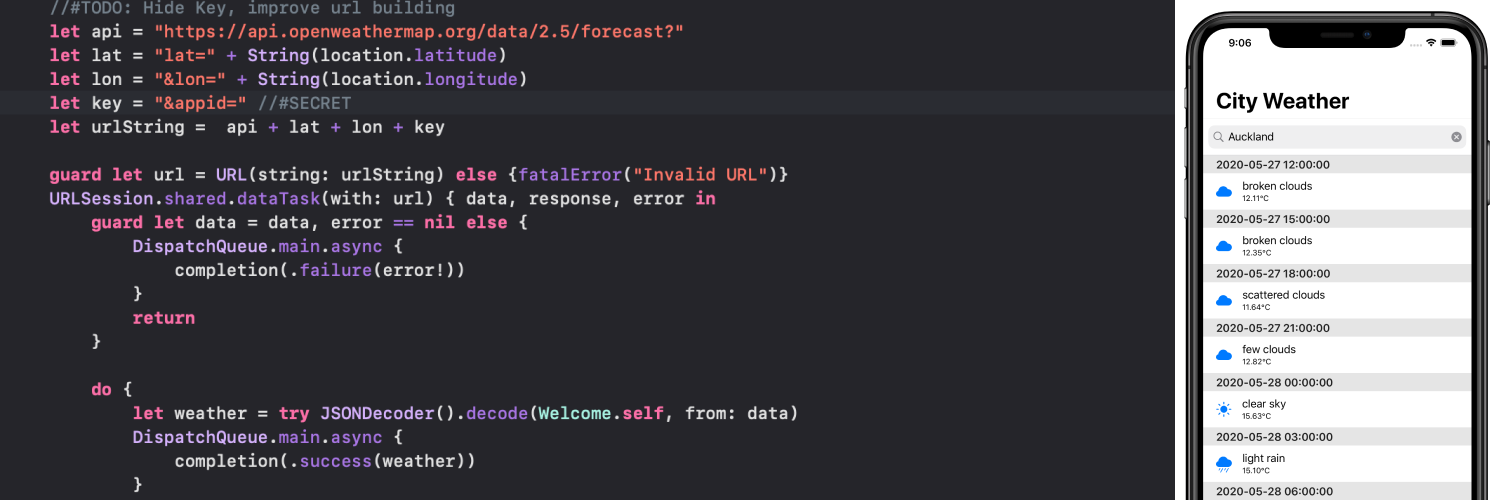 //#TODO: Hide Key, improve url building
let api = "https://api.openweathermap.org/data/2.5/forecast?"
let lat = "lat=" + String(location.latitude)
let lon = "&lon=" + String(location.longitude)
let key = "&appid=" //#SECRET
let urlString =  api + lat + lon + key

guard let url = URL(string: urlString) else {fatalError("Invalid URL")}
URLSession.shared.dataTask(with: url) { data, response, error in
    guard let data = data, error == nil else {
        DispatchQueue.main.async {
            completion(.failure(error!))
        }
        return
    }

    do {
        let weather = try JSONDecoder().decode(Welcome.self, from: data)
        DispatchQueue.main.async {
            completion(.success(weather))
        }
9:06
City Weather
Auckland
2020-05-27 12:00:00
broken clouds
12.11°C
2020-05-27 15:00:00
broken clouds
12.35°C
2020-05-27 18:00:00
scattered clouds
11.64°C
2020-05-27 21:00:00
few clouds
12.82°C
2020-05-28 00:00:00
clear sky
15.63°C
2020-05-28 03:00:00
light rain
15.10°C
2020-05-28 06:00:00